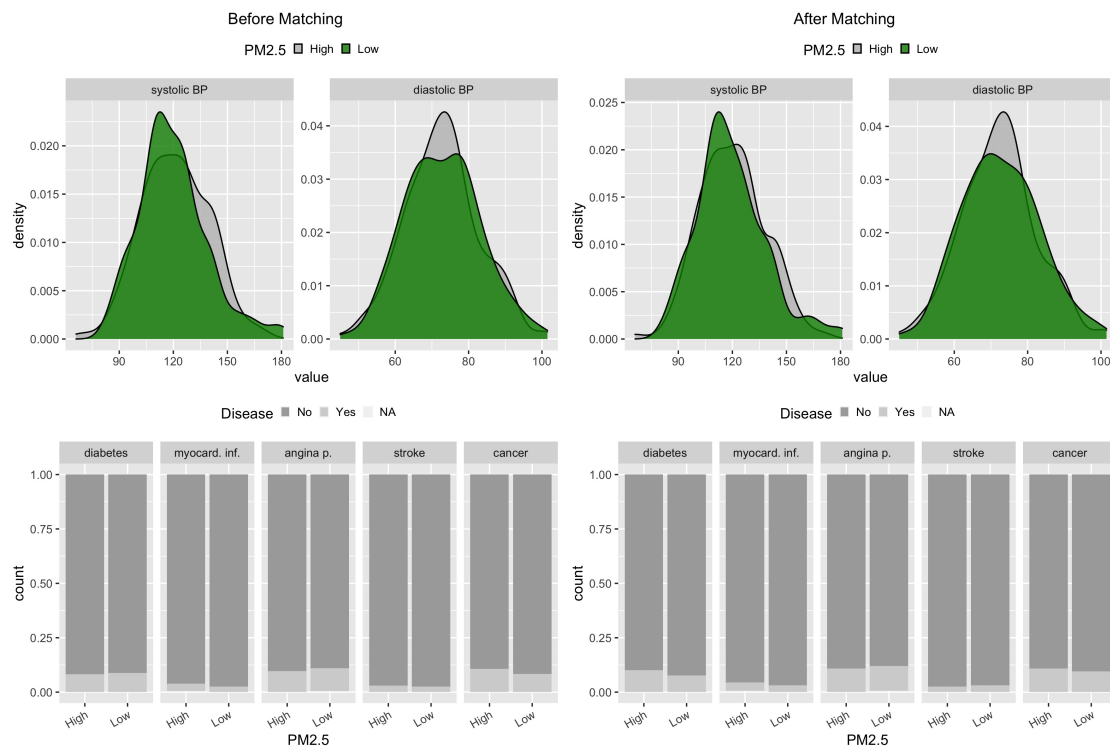 Before Matching
PM2.5 High Low
systolic BP diastolic BP
density
0.020
0.015
0.010
0.005
0.000
90 120 150 180
0.04
0.03
0.02
0.01
0.00
60 80 100
value
Disease No Yes NA
diabetes myocard. inf. angina p. stroke cancer
count
1.00
0.75
0.50
0.25
0.00
High Low High Low High Low High Low High Low
PM2.5
After Matching
PM2.5 High Low
systolic BP diastolic BP
density
0.025
0.020
0.015
0.010
0.005
0.000
90 120 150 180
0.04
0.03
0.02
0.01
0.00
60 80 100
value
Disease No Yes NA
diabetes myocard. inf. angina p. stroke cancer
count
1.00
0.75
0.50
0.25
0.00
High Low High Low High Low High Low High Low
PM2.5